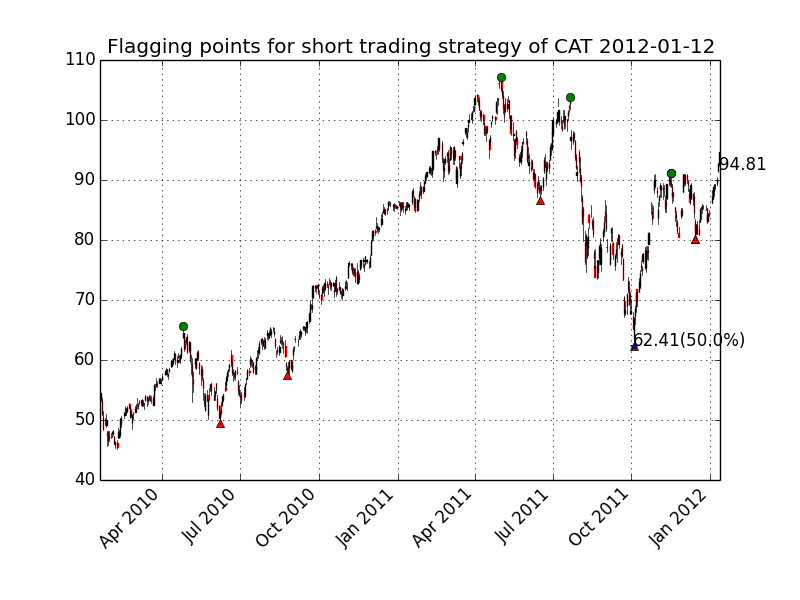 Flagging points for short trading strategy of CAT 2012-01-12
110
100
90
80
70
60
50
40
94.81
62.41(50.0%)
Apr 2010
Jul 2010
Oct 2010
Jan 2011
Apr 2011
Jul 2011
Oct 2011
Jan 2012